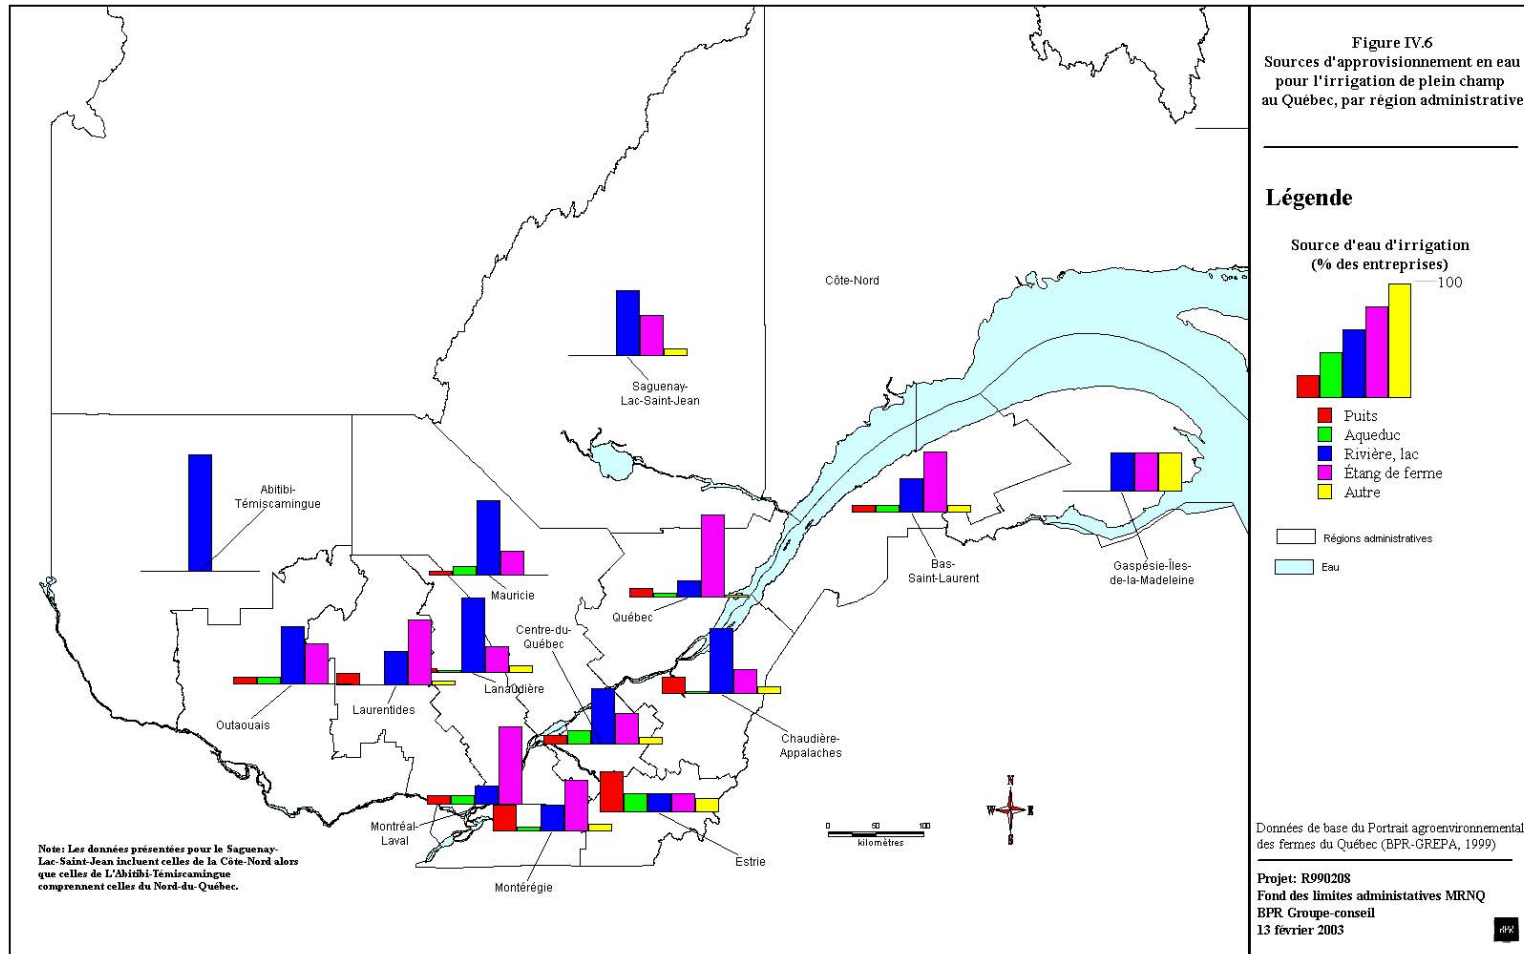 Figure IV.6
Sources d'approvisionnement en eau
pour l'irrigation de plein champ
au Québec, par région administrative
Légende
Source d'eau d'irrigation
(% des entreprises)
100
Puits
Aqueduc
Rivière, lac
Étang de ferme
Autre
Régions administratives
Eau
Côte-Nord
Saguenay-
Lac-Saint-Jean
Abitibi-
Témiscamingue
Mauricie
Québec
Bas-
Saint-Laurent
Gaspésie-Îles-
de-la-Madeleine
Centre-du-
Québec
Lanaudière
Laurentides
Outaouais
Chaudière-
Appalaches
Montréal-
Laval
Estrie
Montérégie
N
W
E
S
0 50 100
kilomètres
Note: Les données présentées pour le Saguenay-
Lac-Saint-Jean incluent celles de la Côte-Nord alors
que celles de L'Abitibi-Témiscamingue
comprennent celles du Nord-du-Québec.
Données de base du Portrait agroenvironnemental
des fermes du Québec (BPR-GREPA, 1999)
Projet: R990208
Fond des limites administatives MRNQ
BPR Groupe-conseil
13 février 2003
BPR